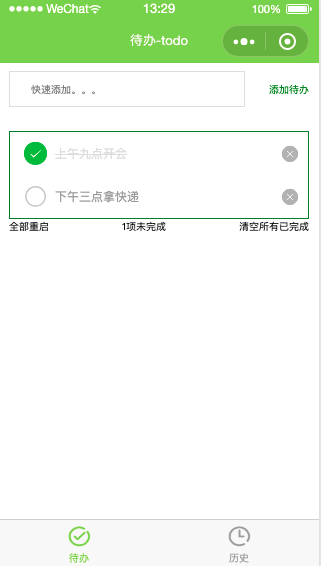 WeChat 13:29 100%
待办-todo
快速添加。。。 添加待办
上午九点开会
下午三点拿快递
全部重启 1项未完成 清空所有已完成
待办 历史